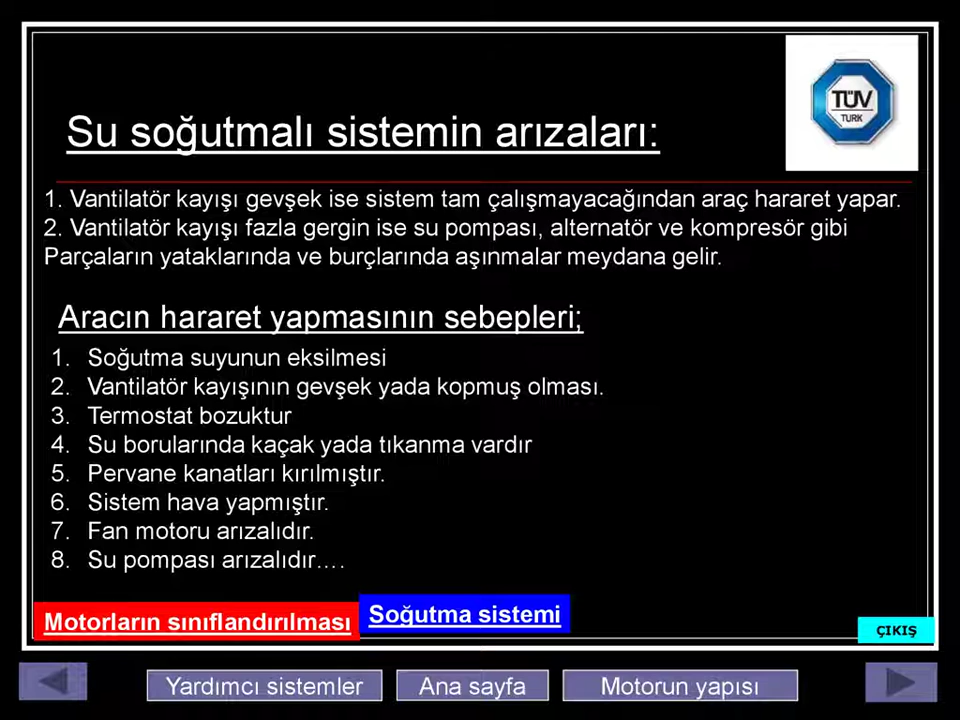 TÜV
TURK
Su soğutmalı sistemin arızaları:
1. Vantilatör kayışı gevşek ise sistem tam çalışmayacağından araç hararet yapar.
2. Vantilatör kayışı fazla gergin ise su pompası, alternatör ve kompresör gibi
Parçaların yataklarında ve burçlarında aşınmalar meydana gelir.
Aracın hararet yapmasının sebepleri;
1. Soğutma suyunun eksilmesi
2. Vantilatör kayışının gevşek yada kopmuş olması.
3. Termostat bozuktur
4. Su borularında kaçak yada tıkanma vardır
5. Pervane kanatları kırılmıştır.
6. Sistem hava yapmıştır.
7. Fan motoru arızalıdır.
8. Su pompası arızalıdır….
Motorların sınıflandırılması
Soğutma sistemi
ÇIKIŞ
Yardımcı sistemler
Ana sayfa
Motorun yapısı